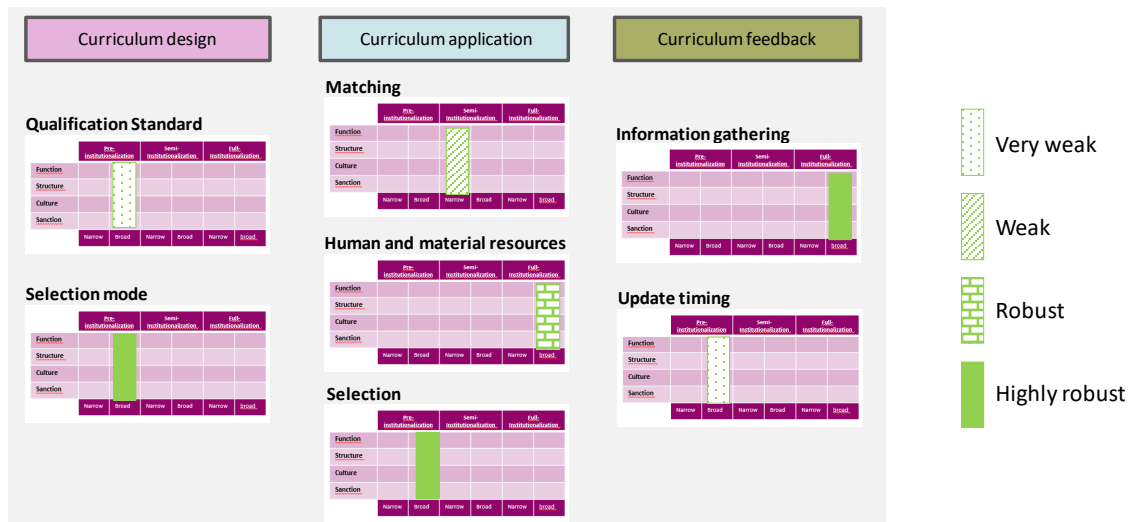 Curriculum design
Curriculum application
Curriculum feedback
Qualification Standard
Pre-institutionalization
Semi-Institutionalization
Full-Institutionalization
Function
Structure
Culture
Sanction
Narrow Broad Narrow Broad Narrow broad
Selection mode
Pre-institutionalization
Semi-Institutionalization
Full-Institutionalization
Function
Structure
Culture
Sanction
Narrow Broad Narrow Broad Narrow broad
Matching
Pre-institutionalization
Semi-Institutionalization
Full-Institutionalization
Function
Structure
Culture
Sanction
Narrow Broad Narrow Broad Narrow broad
Human and material resources
Pre-institutionalization
Semi-Institutionalization
Full-Institutionalization
Function
Structure
Culture
Sanction
Narrow Broad Narrow Broad Narrow broad
Selection
Pre-institutionalization
Semi-Institutionalization
Full-Institutionalization
Function
Structure
Culture
Sanction
Narrow Broad Narrow Broad Narrow broad
Information gathering
Pre-institutionalization
Semi-Institutionalization
Full-Institutionalization
Function
Structure
Culture
Sanction
Narrow Broad Narrow Broad Narrow broad
Update timing
Pre-institutionalization
Semi-Institutionalization
Full-Institutionalization
Function
Structure
Culture
Sanction
Narrow Broad Narrow Broad Narrow broad
Very weak
Weak
Robust
Highly robust